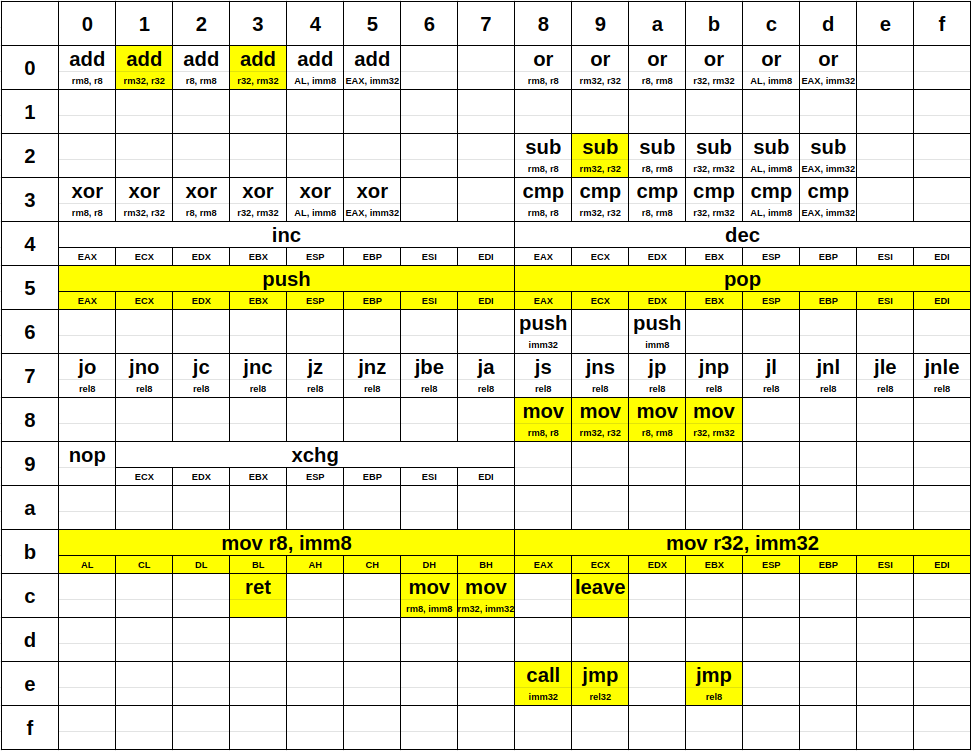 0 1 2 3 4 5 6 7 8 9 a b c d e f
0 add add add add add add or or or or or or
rm8, r8 rm32, r32 r8, rm8 r32, rm32 AL, imm8 EAX, imm32 rm8, r8 rm32, r32 r8, rm8 r32, rm32 AL, imm8 EAX, imm32
1
2 sub sub sub sub sub sub
rm8, r8 rm32, r32 r8, rm8 r32, rm32 AL, imm8 EAX, imm32
3 xor xor xor xor xor xor cmp cmp cmp cmp cmp cmp
rm8, r8 rm32, r32 r8, rm8 r32, rm32 AL, imm8 EAX, imm32 rm8, r8 rm32, r32 r8, rm8 r32, rm32 AL, imm8 EAX, imm32
4 inc dec
EAX ECX EDX EBX ESP EBP ESI EDI EAX ECX EDX EBX ESP EBP ESI EDI
5 push pop
EAX ECX EDX EBX ESP EBP ESI EDI EAX ECX EDX EBX ESP EBP ESI EDI
6 push push
imm32 imm8
7 jo jno jc jnc jz jnz jbe ja js jns jp jnp jl jnl jle jnle
rel8 rel8 rel8 rel8 rel8 rel8 rel8 rel8 rel8 rel8 rel8 rel8 rel8 rel8 rel8 rel8
8 mov mov mov mov
rm8, r8 rm32, r32 r8, rm8 r32, rm32
9 nop xchg
ECX EDX EBX ESP EBP ESI EDI
a
b mov r8, imm8 mov r32, imm32
AL CL DL BL AH CH DH BH EAX ECX EDX EBX ESP EBP ESI EDI
c ret mov mov leave
rm8, imm8 rm32, imm32
d
e call jmp jmp
imm32 rel32 rel8
f